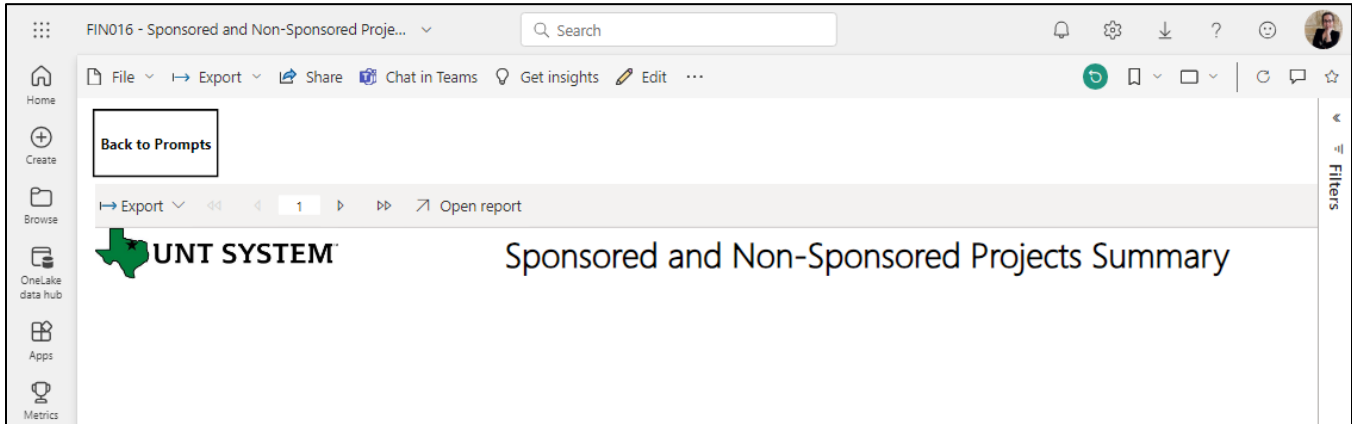 FIN016 - Sponsored and Non-Sponsored Proje...
Search
?
File
Export
Share
Chat in Teams
Get insights
Edit
...
Home
Create
Browse
OneLake
data hub
Apps
Metrics
Back to Prompts
Filters
Export
1
Open report
UNT SYSTEM
Sponsored and Non-Sponsored Projects Summary